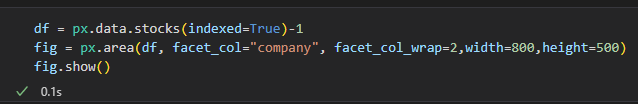 df = px.data.stocks(indexed=True)-1
fig = px.area(df, facet_col="company", facet_col_wrap=2,width=800,height=500)
fig.show()
✓ 0.1s